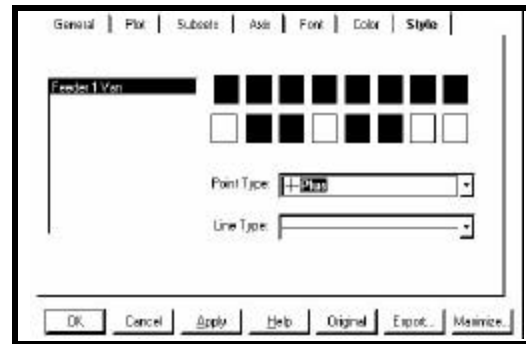 General Plot Subsets Axis Font Color Style
Feeder 1 Van
Point Type: Plus
Line Type:
OK Cancel Apply Help Original Export... Maximize...